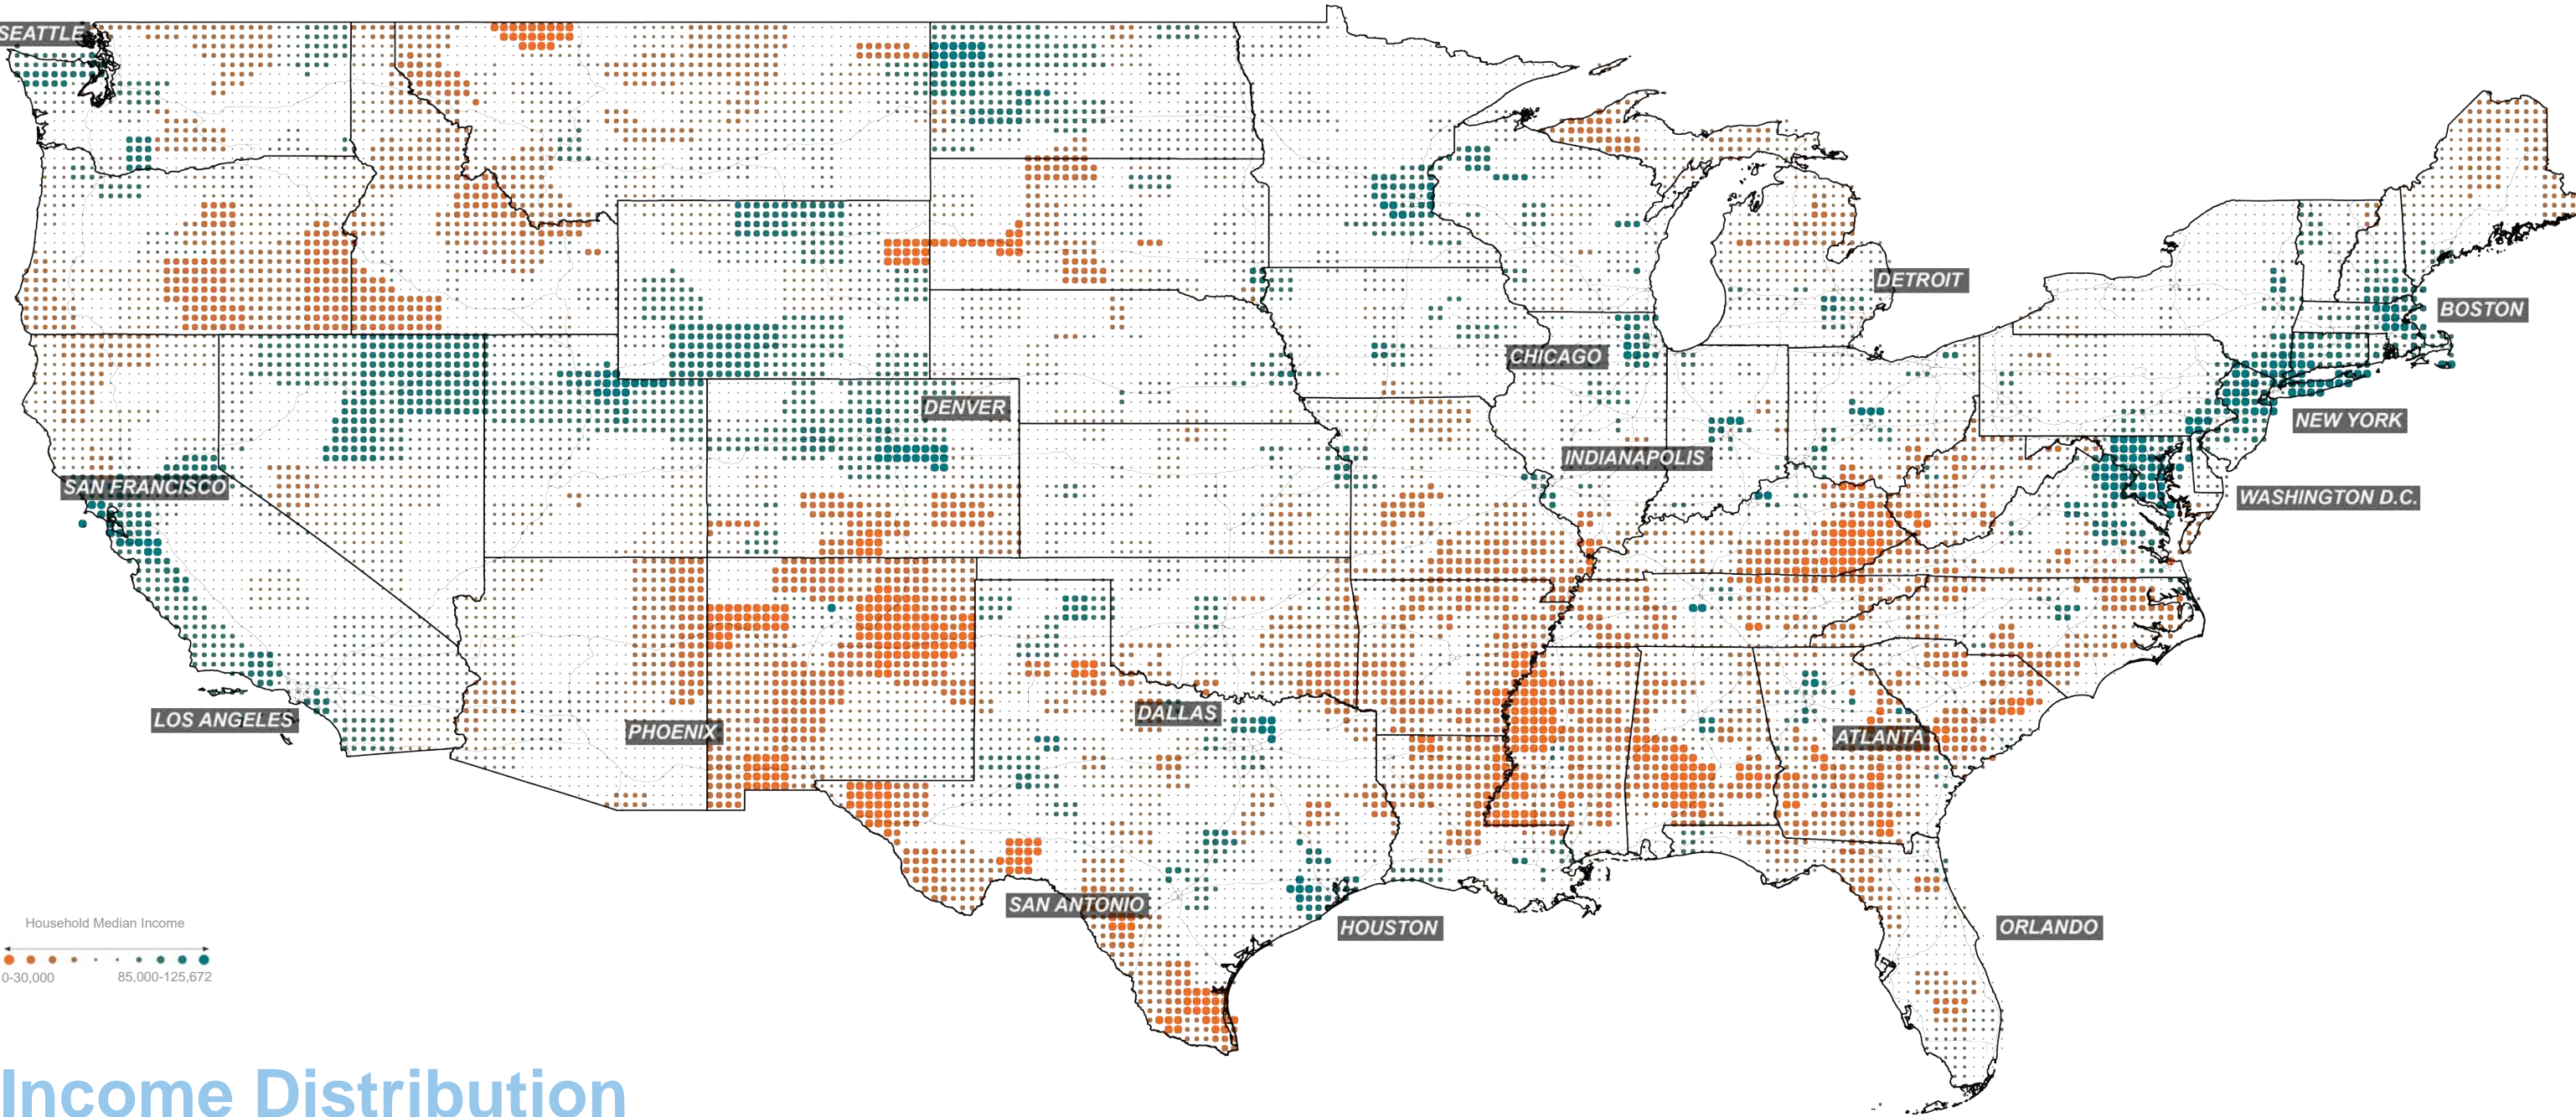 SEATTLE
DETROIT
BOSTON
CHICAGO
DENVER
NEW YORK
INDIANAPOLIS
SAN FRANCISCO
WASHINGTON D.C.
DALLAS
LOS ANGELES
PHOENIX
ATLANTA
SAN ANTONIO
HOUSTON
ORLANDO
Household Median Income
0-30,000 85,000-125,672
Income Distribution